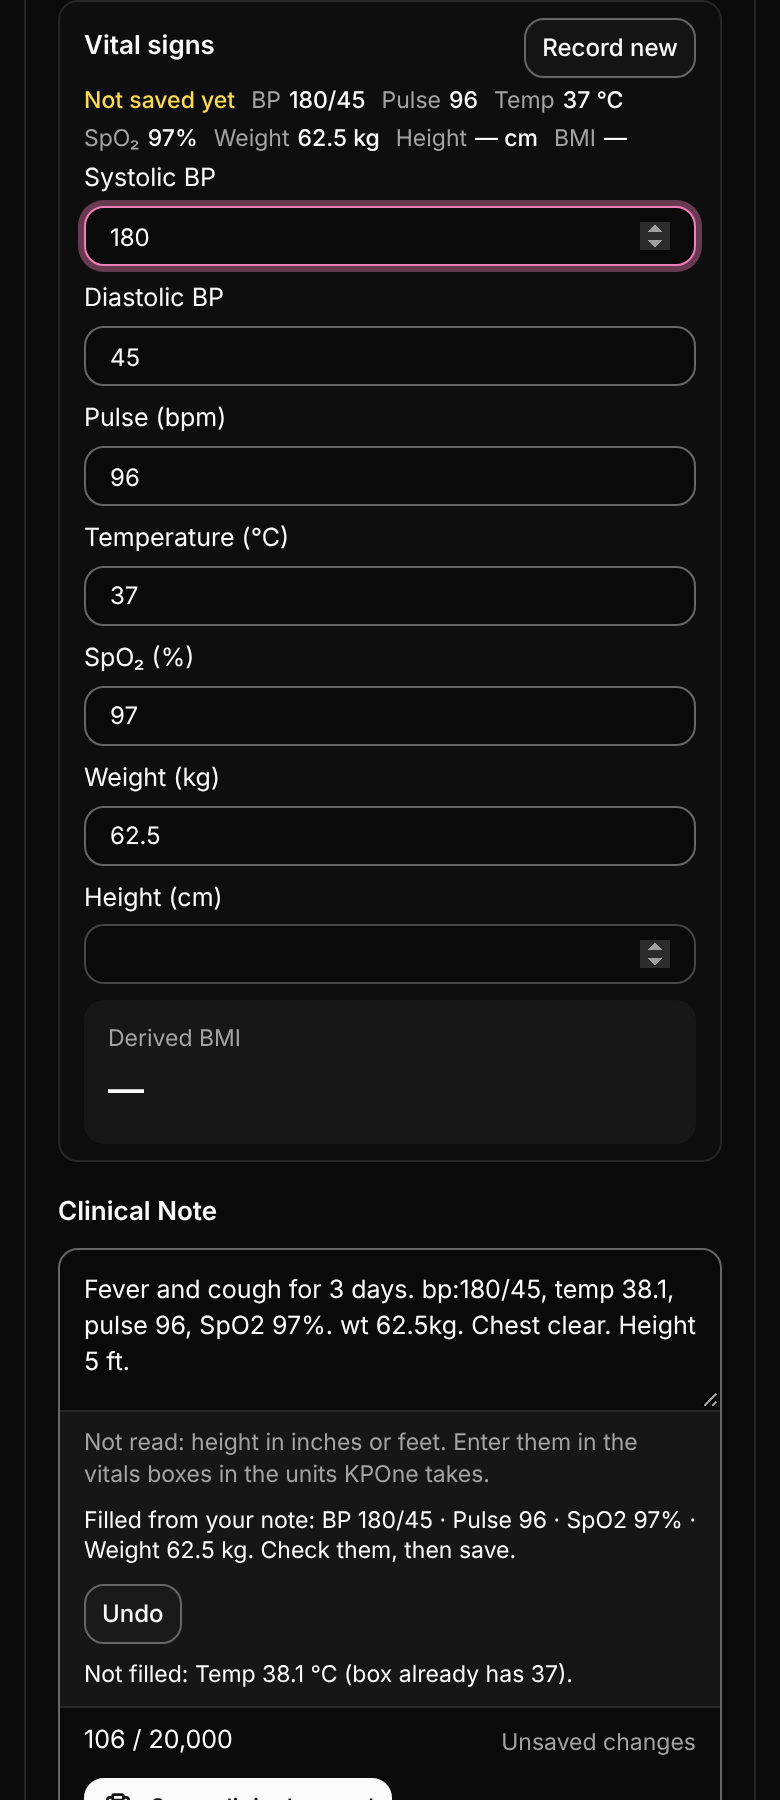 Vital signs
Record new
Not saved yet BP 180/45 Pulse 96 Temp 37 °C
SpO₂ 97% Weight 62.5 kg Height — cm BMI —
Systolic BP
180
Diastolic BP
45
Pulse (bpm)
96
Temperature (°C)
37
SpO₂ (%)
97
Weight (kg)
62.5
Height (cm)
Derived BMI
—
Clinical Note
Fever and cough for 3 days. bp:180/45, temp 38.1,
pulse 96, SpO2 97%. wt 62.5kg. Chest clear. Height
5 ft.
Not read: height in inches or feet. Enter them in the
vitals boxes in the units KPOne takes.
Filled from your note: BP 180/45 · Pulse 96 · SpO2 97% ·
Weight 62.5 kg. Check them, then save.
Undo
Not filled: Temp 38.1 °C (box already has 37).
106 / 20,000
Unsaved changes